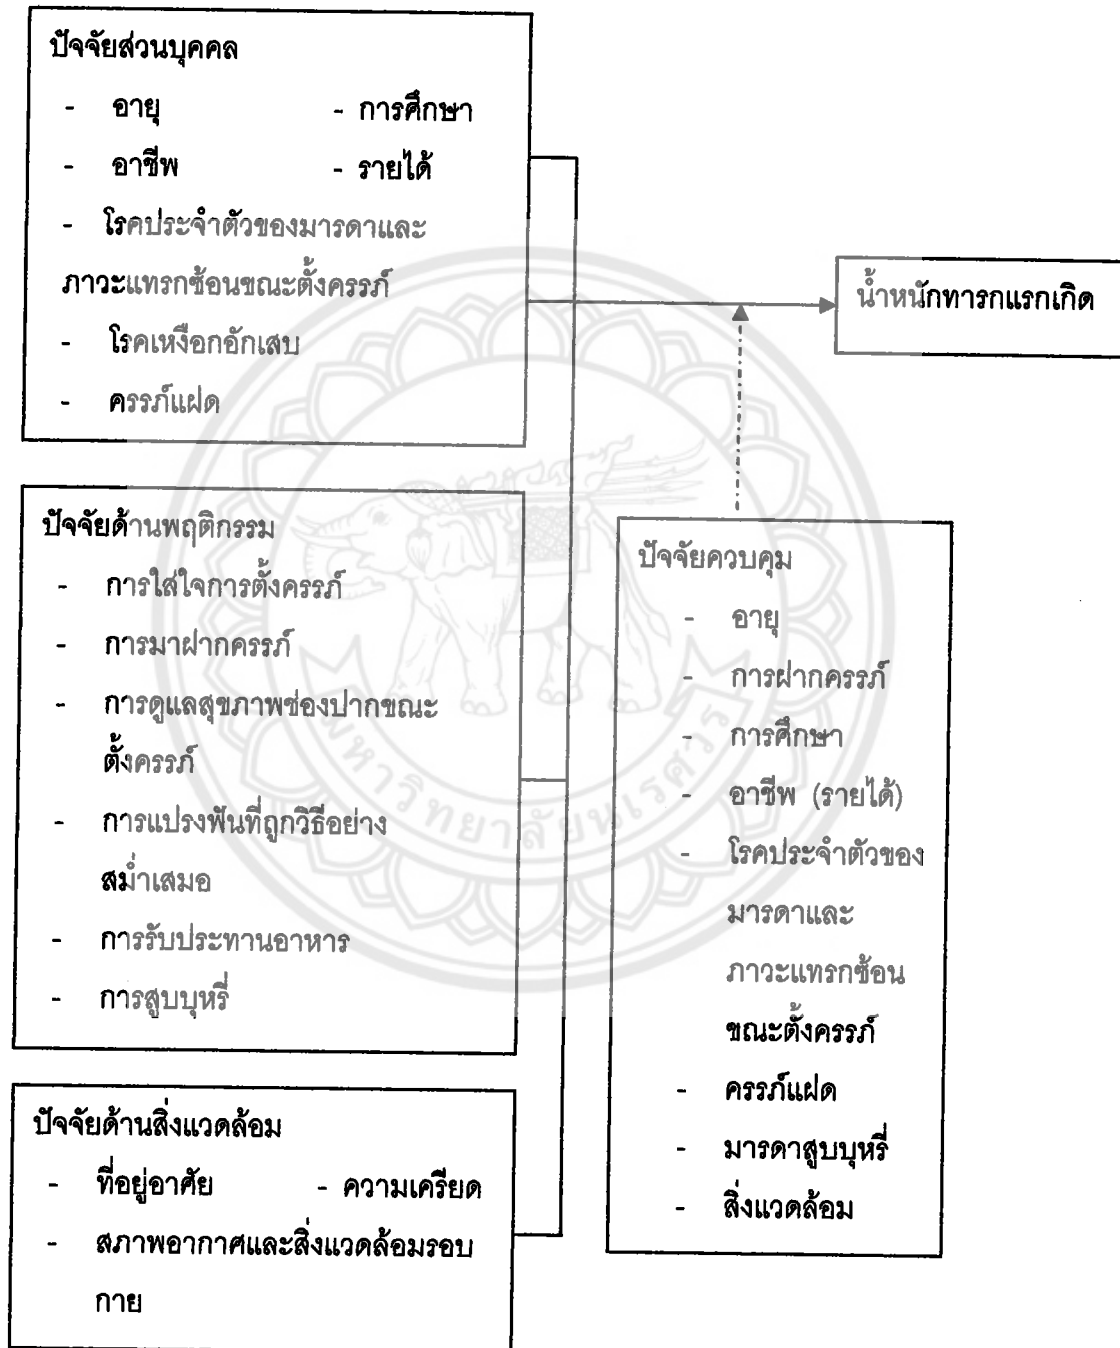 ปัจจัยส่วนบุคคล
- อายุ - การศึกษา
- อาชีพ - รายได้
- โรคประจำตัวของมารดาและ
ภาวะแทรกซ้อนขณะตั้งครรภ์
- โรคเหงือกอักเสบ
- ครรภ์แฝด
น้ำหนักทารกแรกเกิด
ปัจจัยด้านพฤติกรรม
- การใส่ใจการตั้งครรภ์
- การมาฝากครรภ์
- การดูแลสุขภาพช่องปากขณะ
ตั้งครรภ์
- การแปรงฟันที่ถูกวิธีอย่าง
สม่ำเสมอ
- การรับประทานอาหาร
- การสูบบุหรี่
ปัจจัยควบคุม
- อายุ
- การฝากครรภ์
- การศึกษา
- อาชีพ (รายได้)
- โรคประจำตัวของ
มารดาและ
ภาวะแทรกซ้อน
ขณะตั้งครรภ์
- ครรภ์แฝด
- มารดาสูบบุหรี่
- สิ่งแวดล้อม
ปัจจัยด้านสิ่งแวดล้อม
- ที่อยู่อาศัย - ความเครียด
- สภาพอากาศและสิ่งแวดล้อมรอบ
กาย
มหาวิทยาลัยนเรศวร